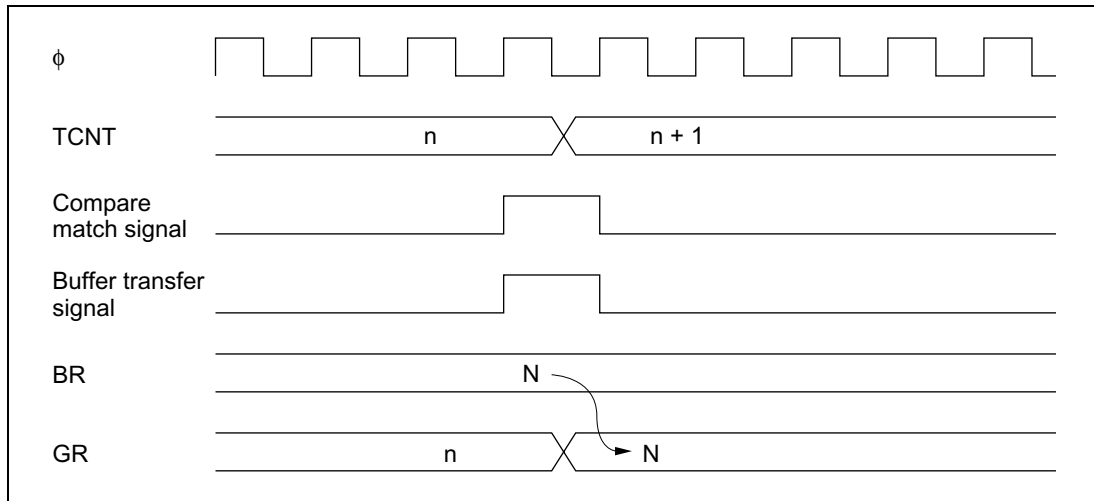 φ
TCNT
n
n + 1
Compare
match signal
Buffer transfer
signal
BR
N
GR
n
N